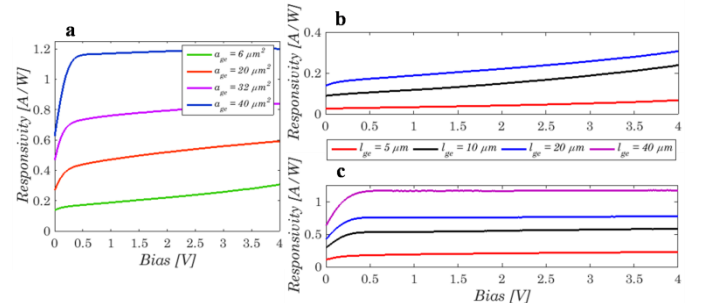 a
Responsivity [A/W]
1.2
1
0.8
0.6
0.4
0.2
0
a_ge = 6 μm²
a_ge = 20 μm²
a_ge = 32 μm²
a_ge = 40 μm²
0 0.5 1 1.5 2 2.5 3 3.5 4
Bias [V]
b
Responsivity [A/W]
0.4
0.2
0
0 0.5 1 1.5 2 2.5 3 3.5 4
l_ge = 5 μm l_ge = 10 μm l_ge = 20 μm l_ge = 40 μm
c
Responsivity [A/W]
1
0.5
0
0 0.5 1 1.5 2 2.5 3 3.5 4
Bias [V]